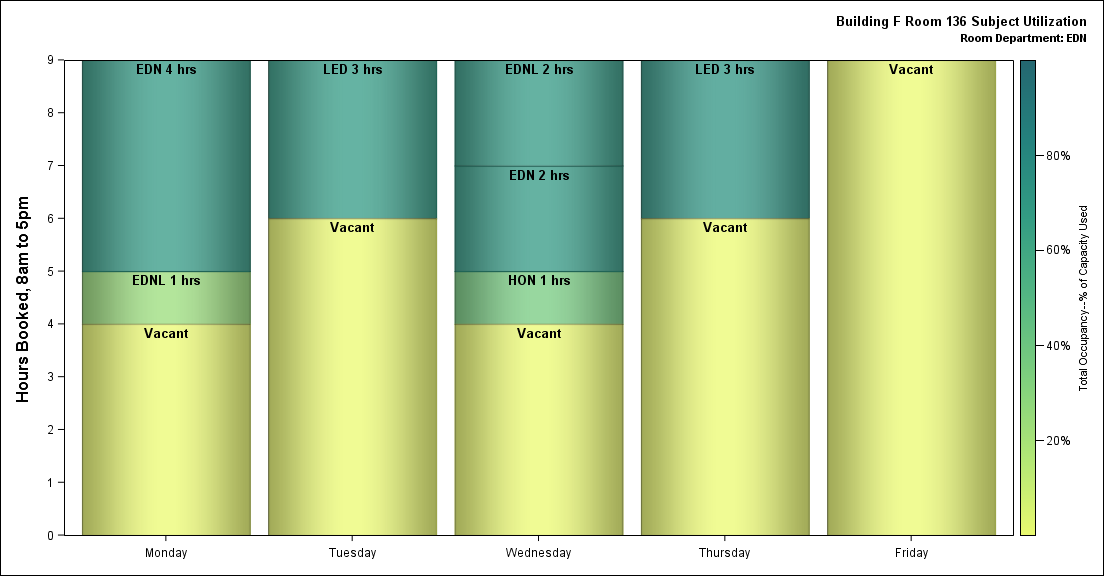 Building F Room 136 Subject Utilization
Room Department: EDN
Hours Booked, 8am to 5pm
9
8
7
6
5
4
3
2
1
0
EDN 4 hrs
EDNL 1 hrs
Vacant
LED 3 hrs
Vacant
EDNL 2 hrs
EDN 2 hrs
HON 1 hrs
Vacant
LED 3 hrs
Vacant
Vacant
Monday
Tuesday
Wednesday
Thursday
Friday
80%
60%
40%
20%
Total Occupancy--% of Capacity Used